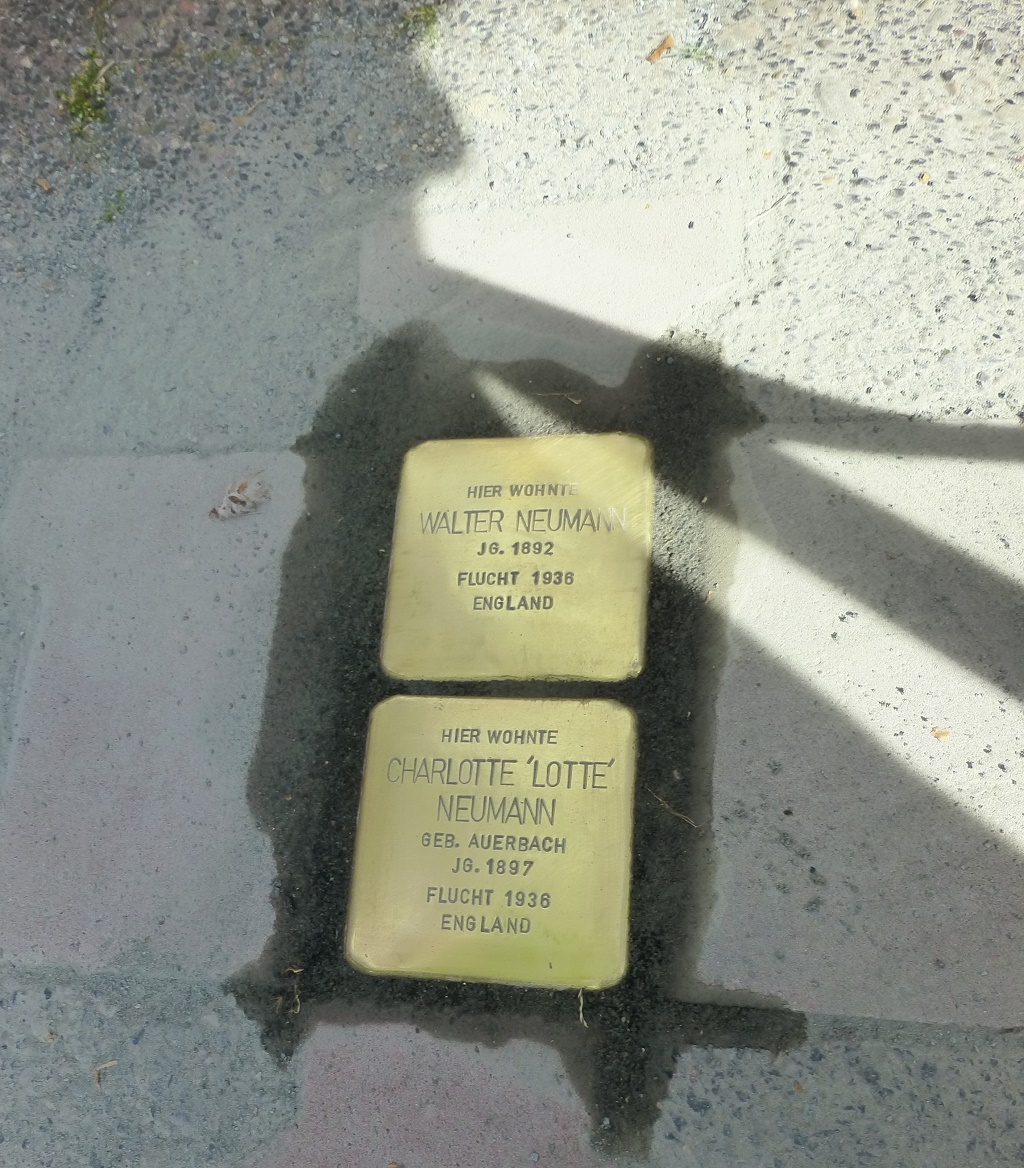 HIER WOHNTE
WALTER NEUMANN
JG. 1892
FLUCHT 1936
ENGLAND
HIER WOHNTE
CHARLOTTE 'LOTTE'
NEUMANN
GEB. AUERBACH
JG. 1897
FLUCHT 1936
ENGLAND